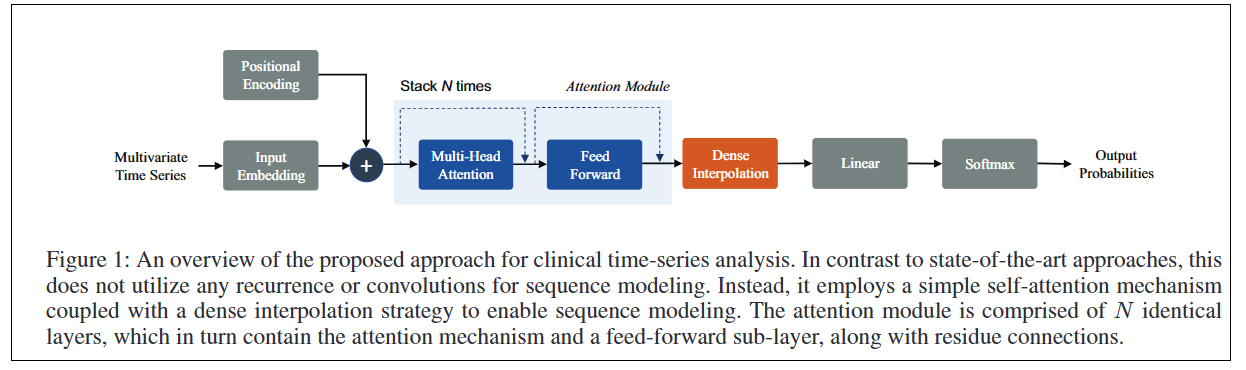 Positional
Encoding
Stack N times
Attention Module
Multivariate
Time Series
Input
Embedding
+
Multi-Head
Attention
Feed
Forward
Dense
Interpolation
Linear
Softmax
Output
Probabilities
Figure 1: An overview of the proposed approach for clinical time-series analysis. In contrast to state-of-the-art approaches, this
does not utilize any recurrence or convolutions for sequence modeling. Instead, it employs a simple self-attention mechanism
coupled with a dense interpolation strategy to enable sequence modeling. The attention module is comprised of N identical
layers, which in turn contain the attention mechanism and a feed-forward sub-layer, along with residue connections.